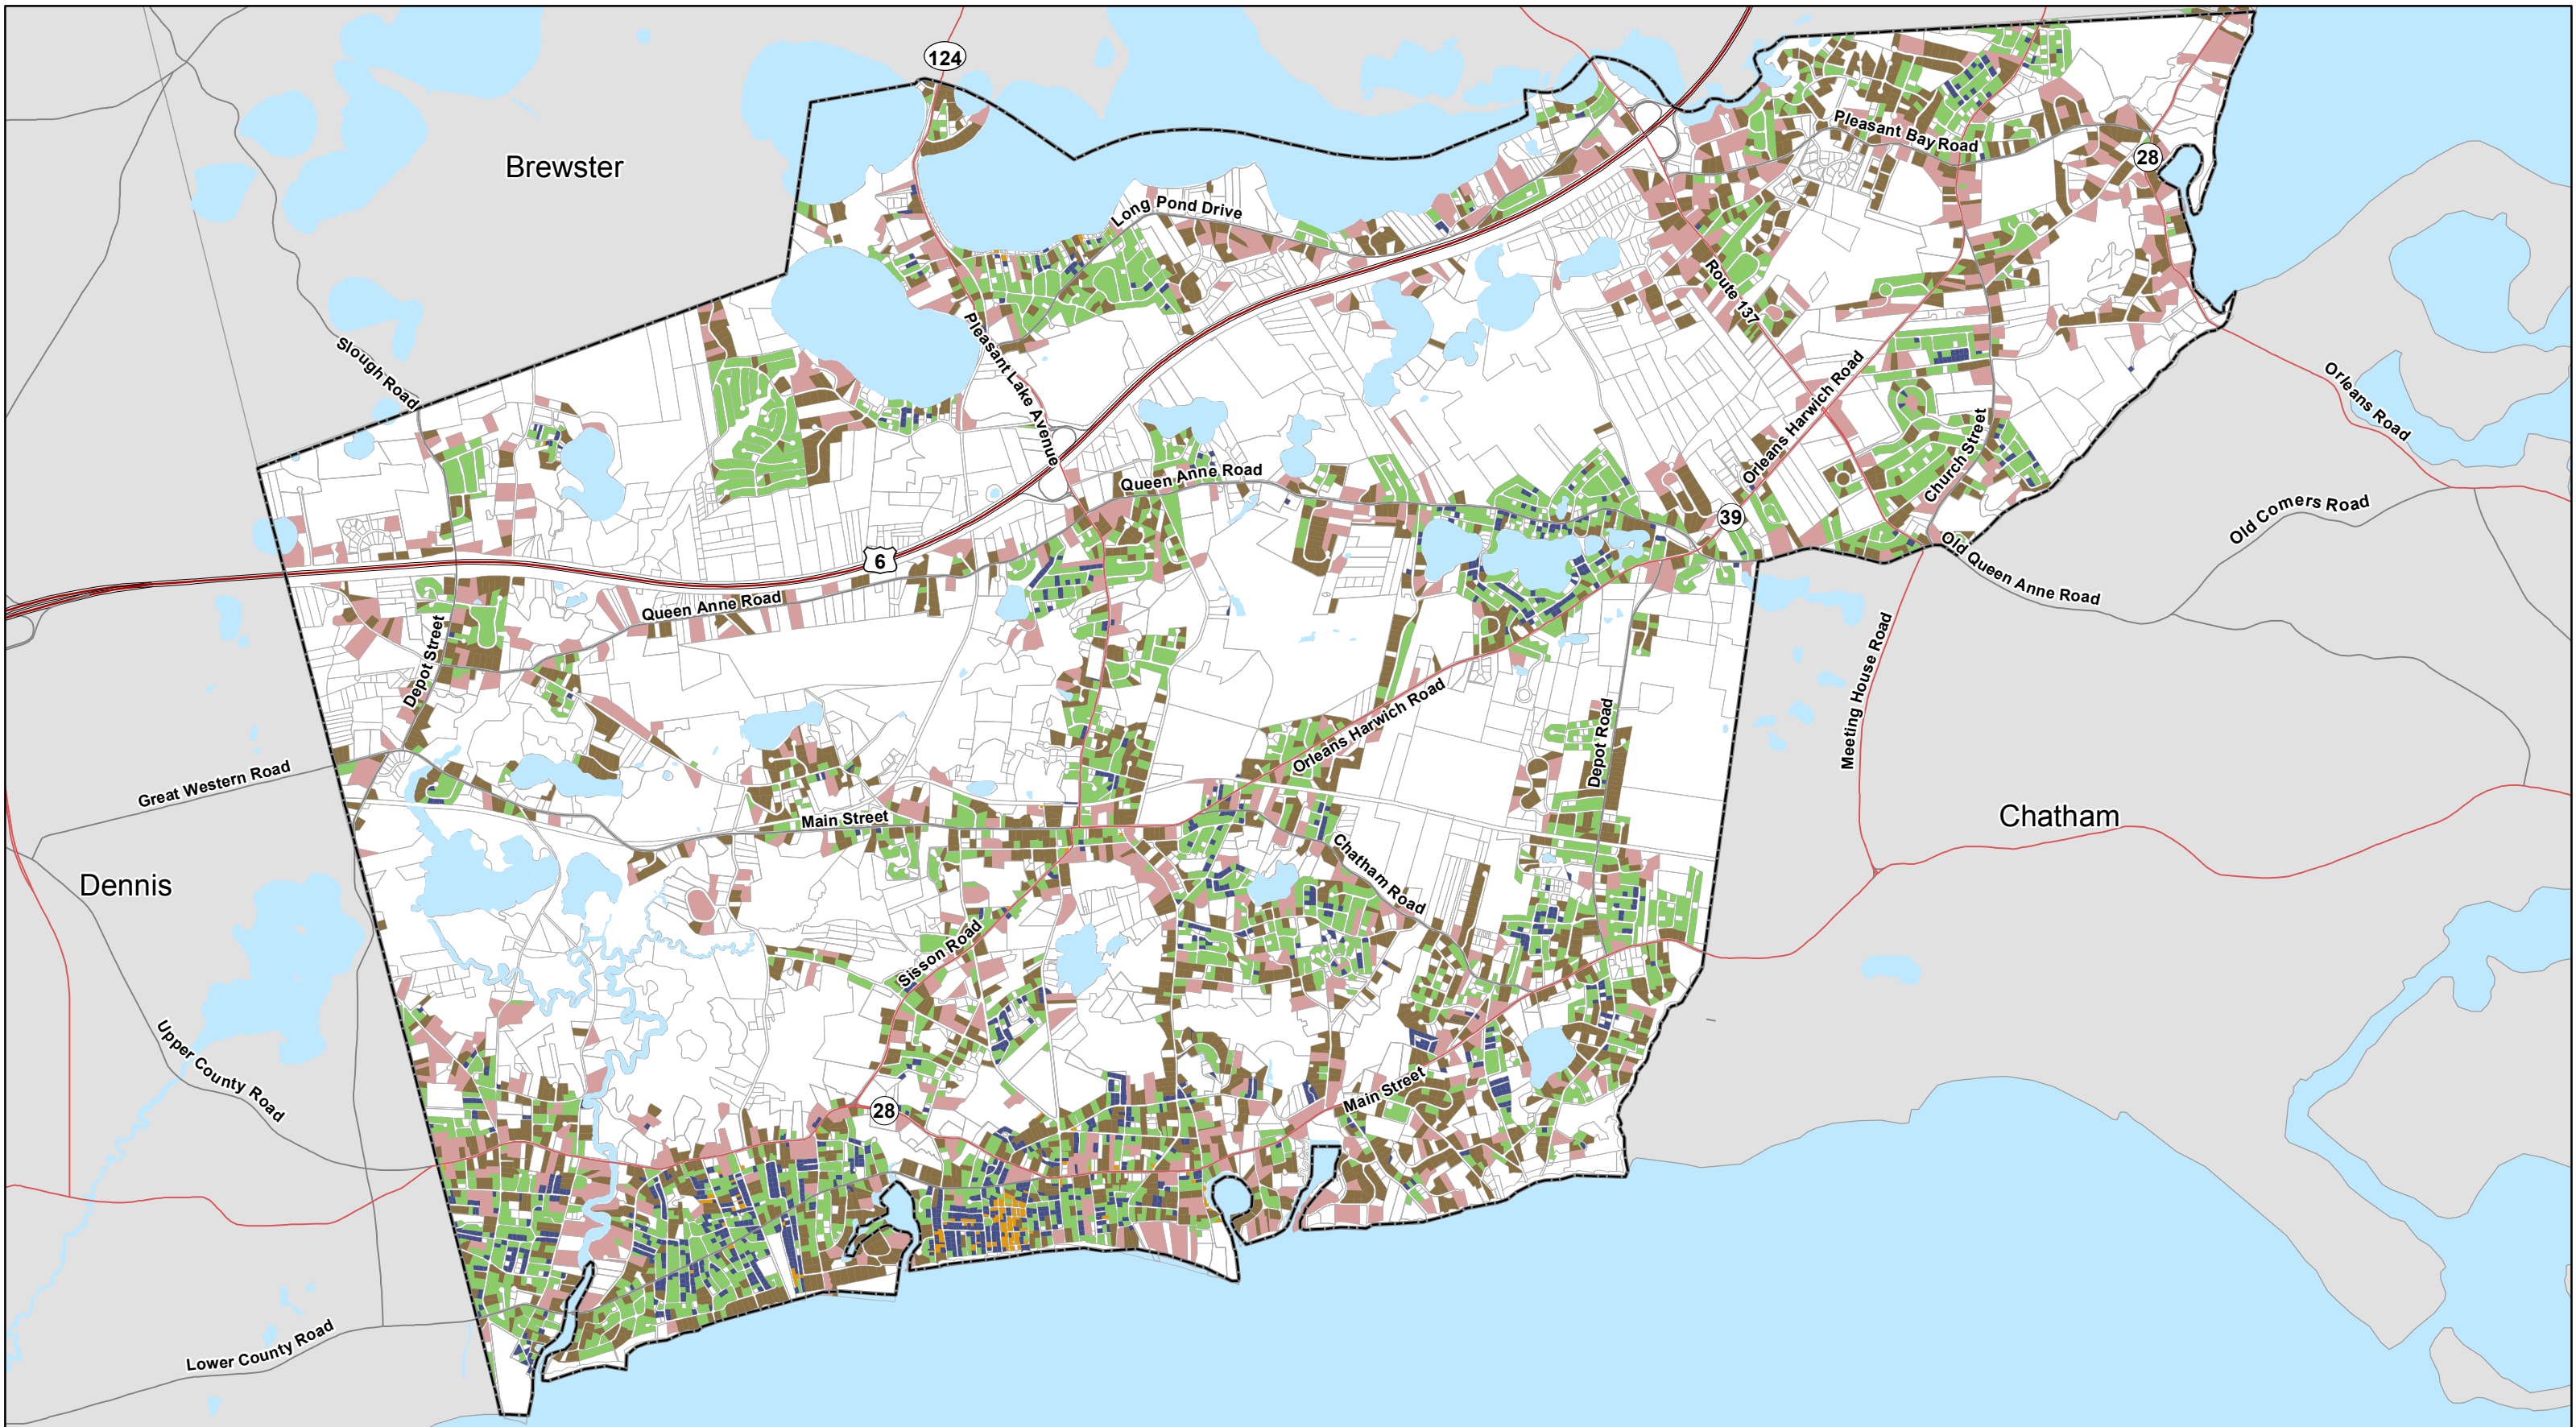 124
Brewster
Pleasant Bay Road
28
Long Pond Drive
Route 137
Slough Road
Pleasant Lake Avenue
Orleans Road
Orleans Harwich Road
Church Street
Queen Anne Road
Old Comers Road
39
6
Old Queen Anne Road
Queen Anne Road
Depot Street
Meeting House Road
Orleans Harwich Road
Depot Road
Great Western Road
Main Street
Chatham
Chatham Road
Dennis
Sisson Road
Upper County Road
Main Street
28
Lower County Road